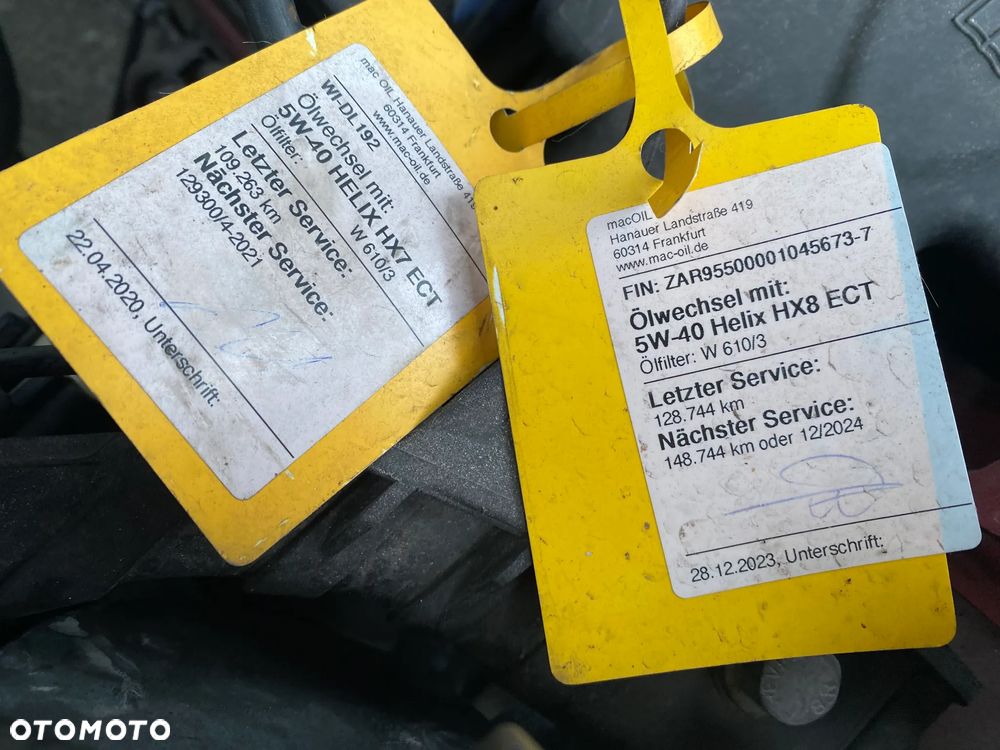 mac OIL Hanauer Landstraße 419
60314 Frankfurt
www.mac-oil.de
WI-DL192
Ölwechsel mit:
5W-40 HELIX HX7 ECT
Ölfilter: W 610/3
Letzter Service:
109 263 km
Nächster Service:
129300/4-2021
22.04.2020, Unterschrift:
macOIL
Hanauer Landstraße 419
60314 Frankfurt
www.mac-oil.de
FIN: ZAR95500001045673-7
Ölwechsel mit:
5W-40 Helix HX8 ECT
Ölfilter: W 610/3
Letzter Service:
128.744 km
Nächster Service:
148.744 km oder 12/2024
28.12.2023, Unterschrift:
OTOMOTO